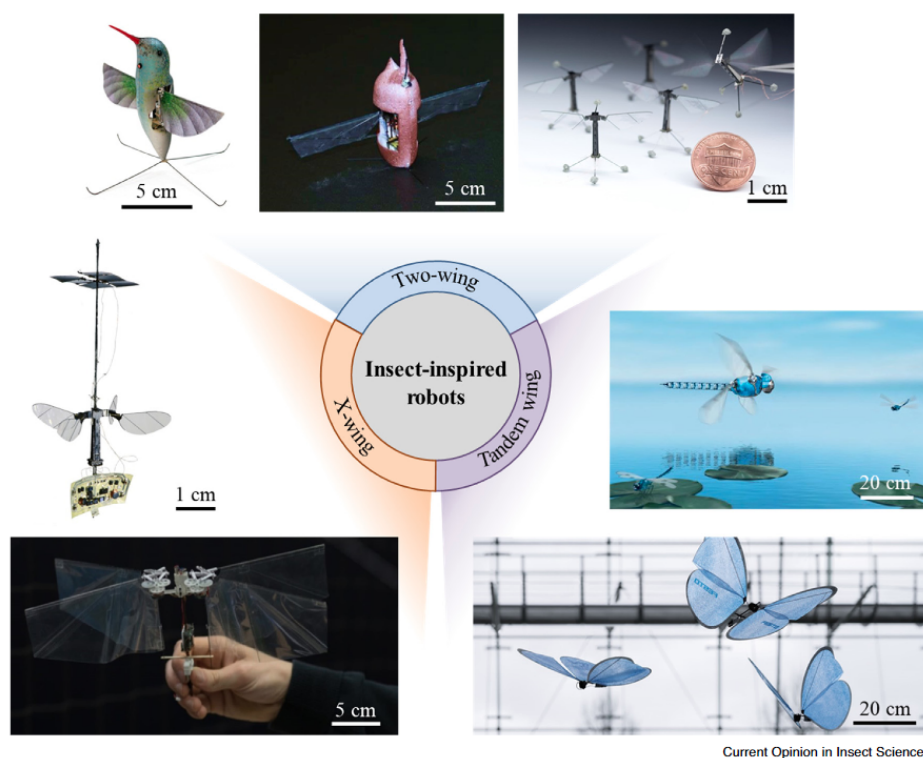 5 cm
5 cm
1 cm
Two-wing
Insect-inspired
robots
X-wing
Tandem wing
1 cm
20 cm
5 cm
20 cm
Current Opinion in Insect Science